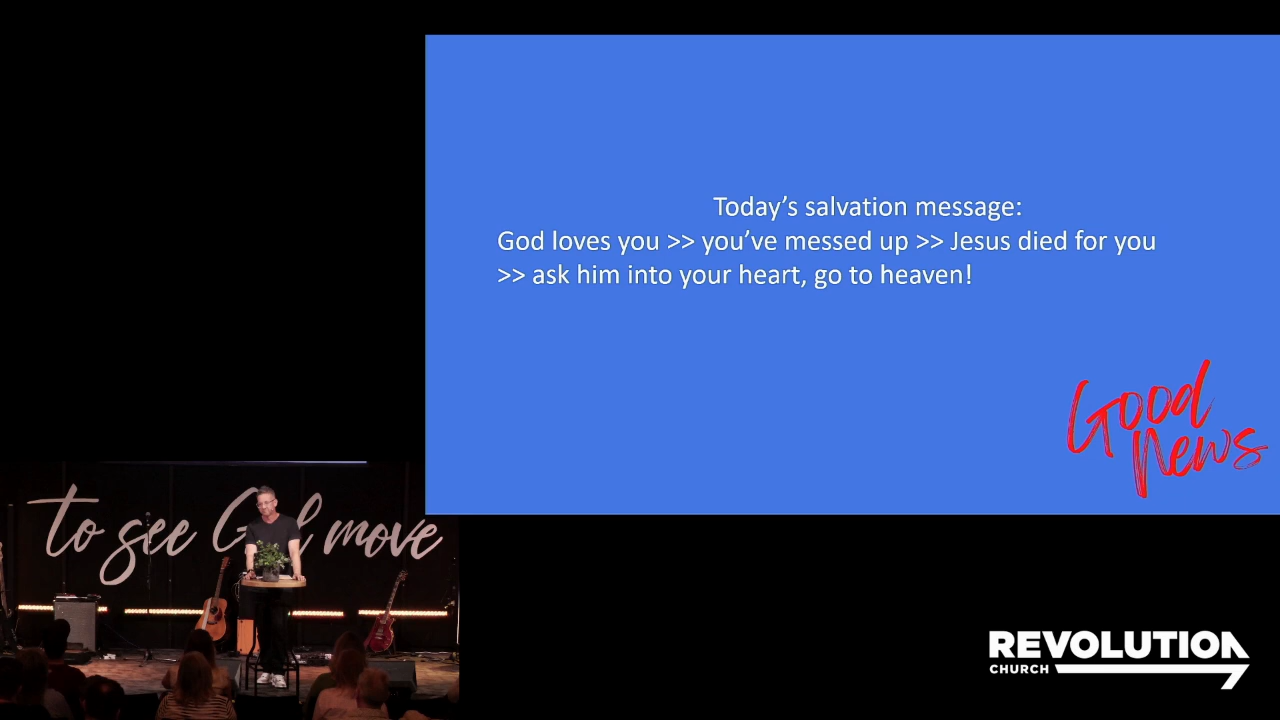 Today’s salvation message:
God loves you >> you’ve messed up >> Jesus died for you
>> ask him into your heart, go to heaven!
Good
News
to see God move
REVOLUTION
CHURCH